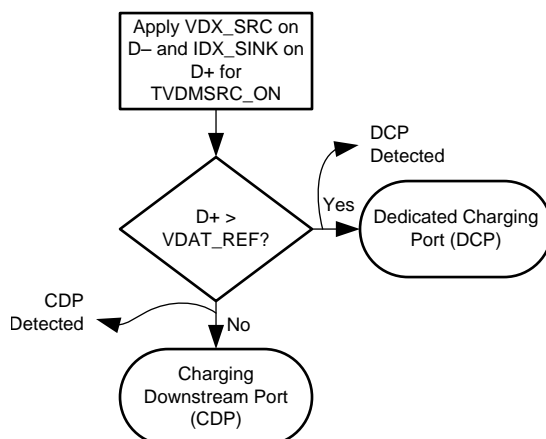 Apply VDX_SRC on
D– and IDX_SINK on
D+ for
TVDMSRC_ON
DCP
Detected
D+ >
VDAT_REF?
Yes
Dedicated Charging
Port (DCP)
CDP
Detected
No
Charging
Downstream Port
(CDP)